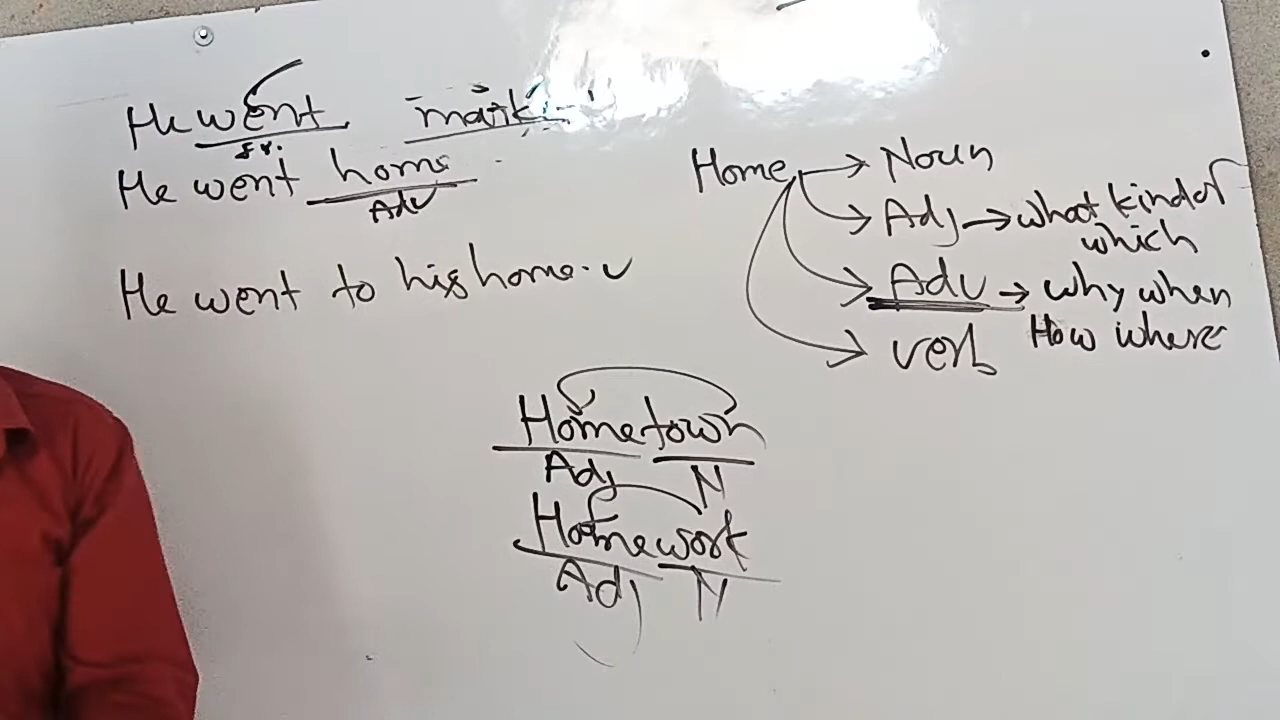 He went
He went home
Adv
He went to his home.
Home → Noun
Adj → what kind of
which
Adv → why when
How where
verb
Hometown
Adj N
Homework
Adj N